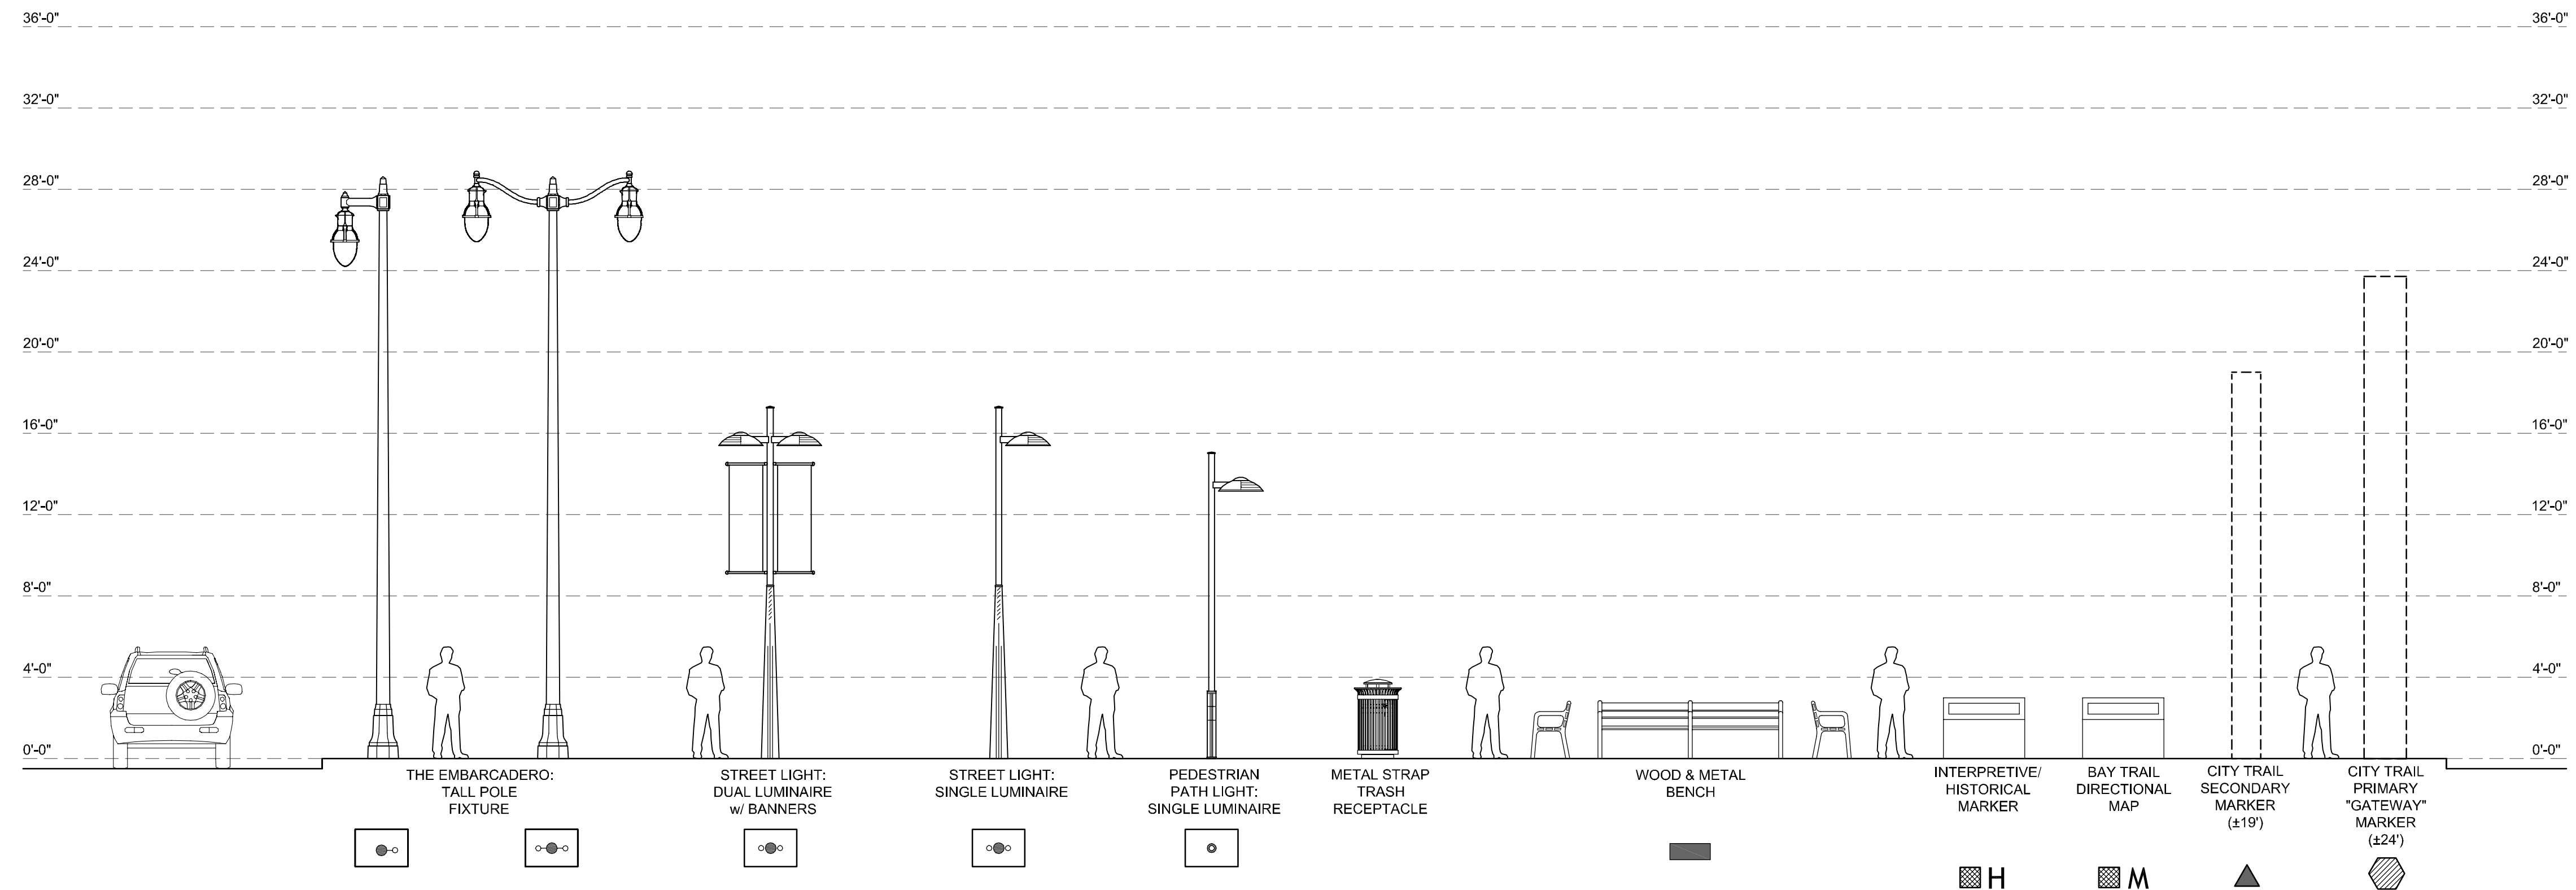 36'-0" 36'-0"
32'-0" 32'-0"
28'-0" 28'-0"
24'-0" 24'-0"
20'-0" 20'-0"
16'-0" 16'-0"
12'-0" 12'-0"
8'-0" 8'-0"
4'-0" 4'-0"
0'-0" 0'-0"
THE EMBARCADERO:
TALL POLE
FIXTURE
STREET LIGHT:
DUAL LUMINAIRE
w/ BANNERS
STREET LIGHT:
SINGLE LUMINAIRE
PEDESTRIAN
PATH LIGHT:
SINGLE LUMINAIRE
METAL STRAP
TRASH
RECEPTACLE
WOOD & METAL
BENCH
INTERPRETIVE/
HISTORICAL
MARKER
H
BAY TRAIL
DIRECTIONAL
MAP
M
CITY TRAIL
SECONDARY
MARKER
(±19')
CITY TRAIL
PRIMARY
"GATEWAY"
MARKER
(±24')